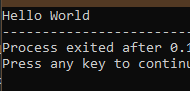 Hello World
--------------------------------
Process exited after 0.1
Press any key to continu